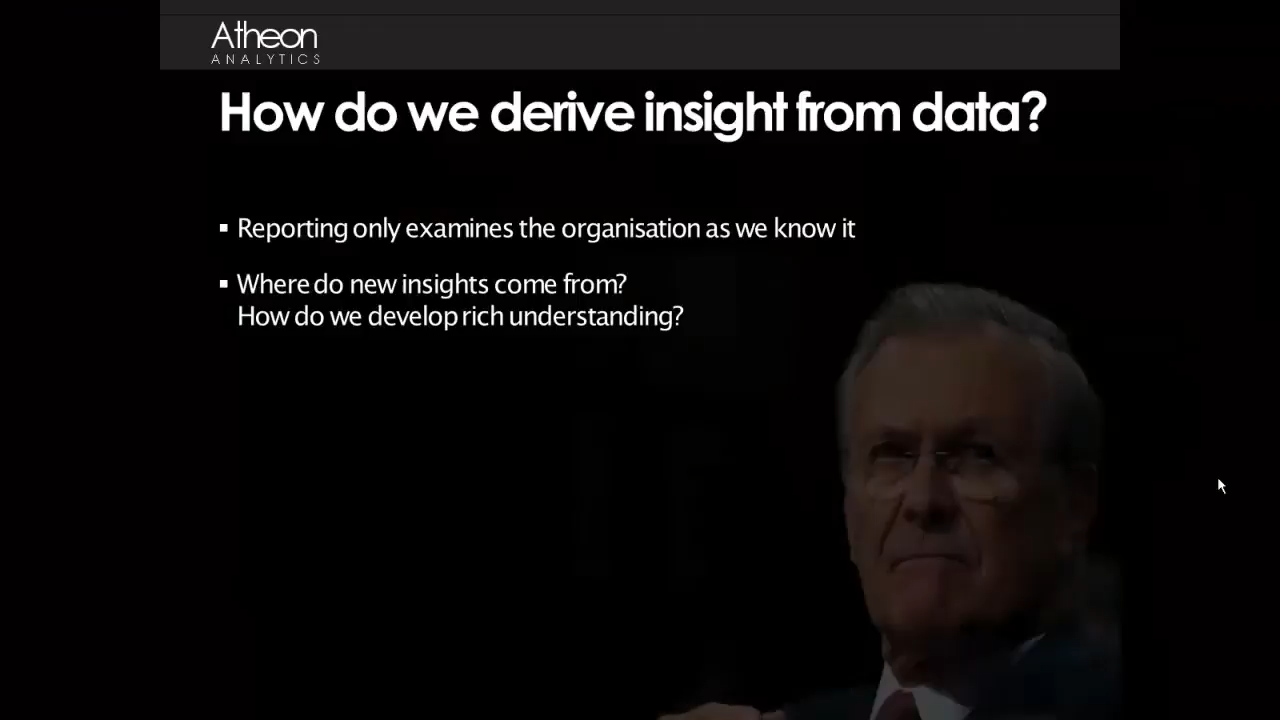 Atheon
ANALYTICS
How do we derive insight from data?
▪ Reporting only examines the organisation as we know it
▪ Where do new insights come from?
How do we develop rich understanding?